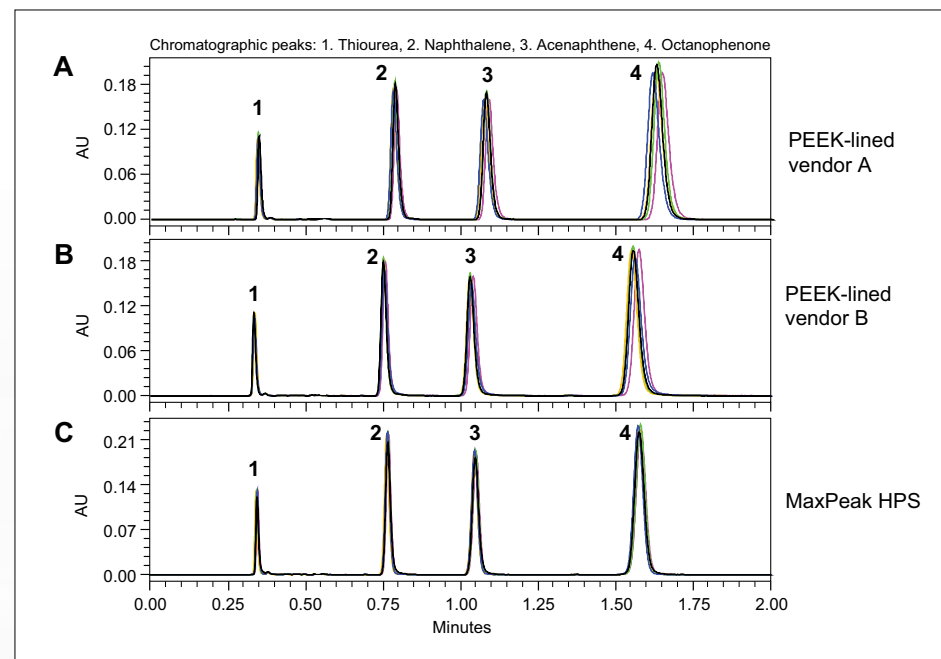 Chromatographic peaks: 1. Thiourea, 2. Naphthalene, 3. Acenaphthene, 4. Octanophenone
A
0.18
0.12
0.06
0.00
AU
1
2
3
4
PEEK-lined
vendor A
B
0.18
0.12
0.06
0.00
AU
1
2
3
4
PEEK-lined
vendor B
C
0.21
0.14
0.07
0.00
AU
1
2
3
4
MaxPeak HPS
0.00 0.25 0.50 0.75 1.00 1.25 1.50 1.75 2.00
Minutes